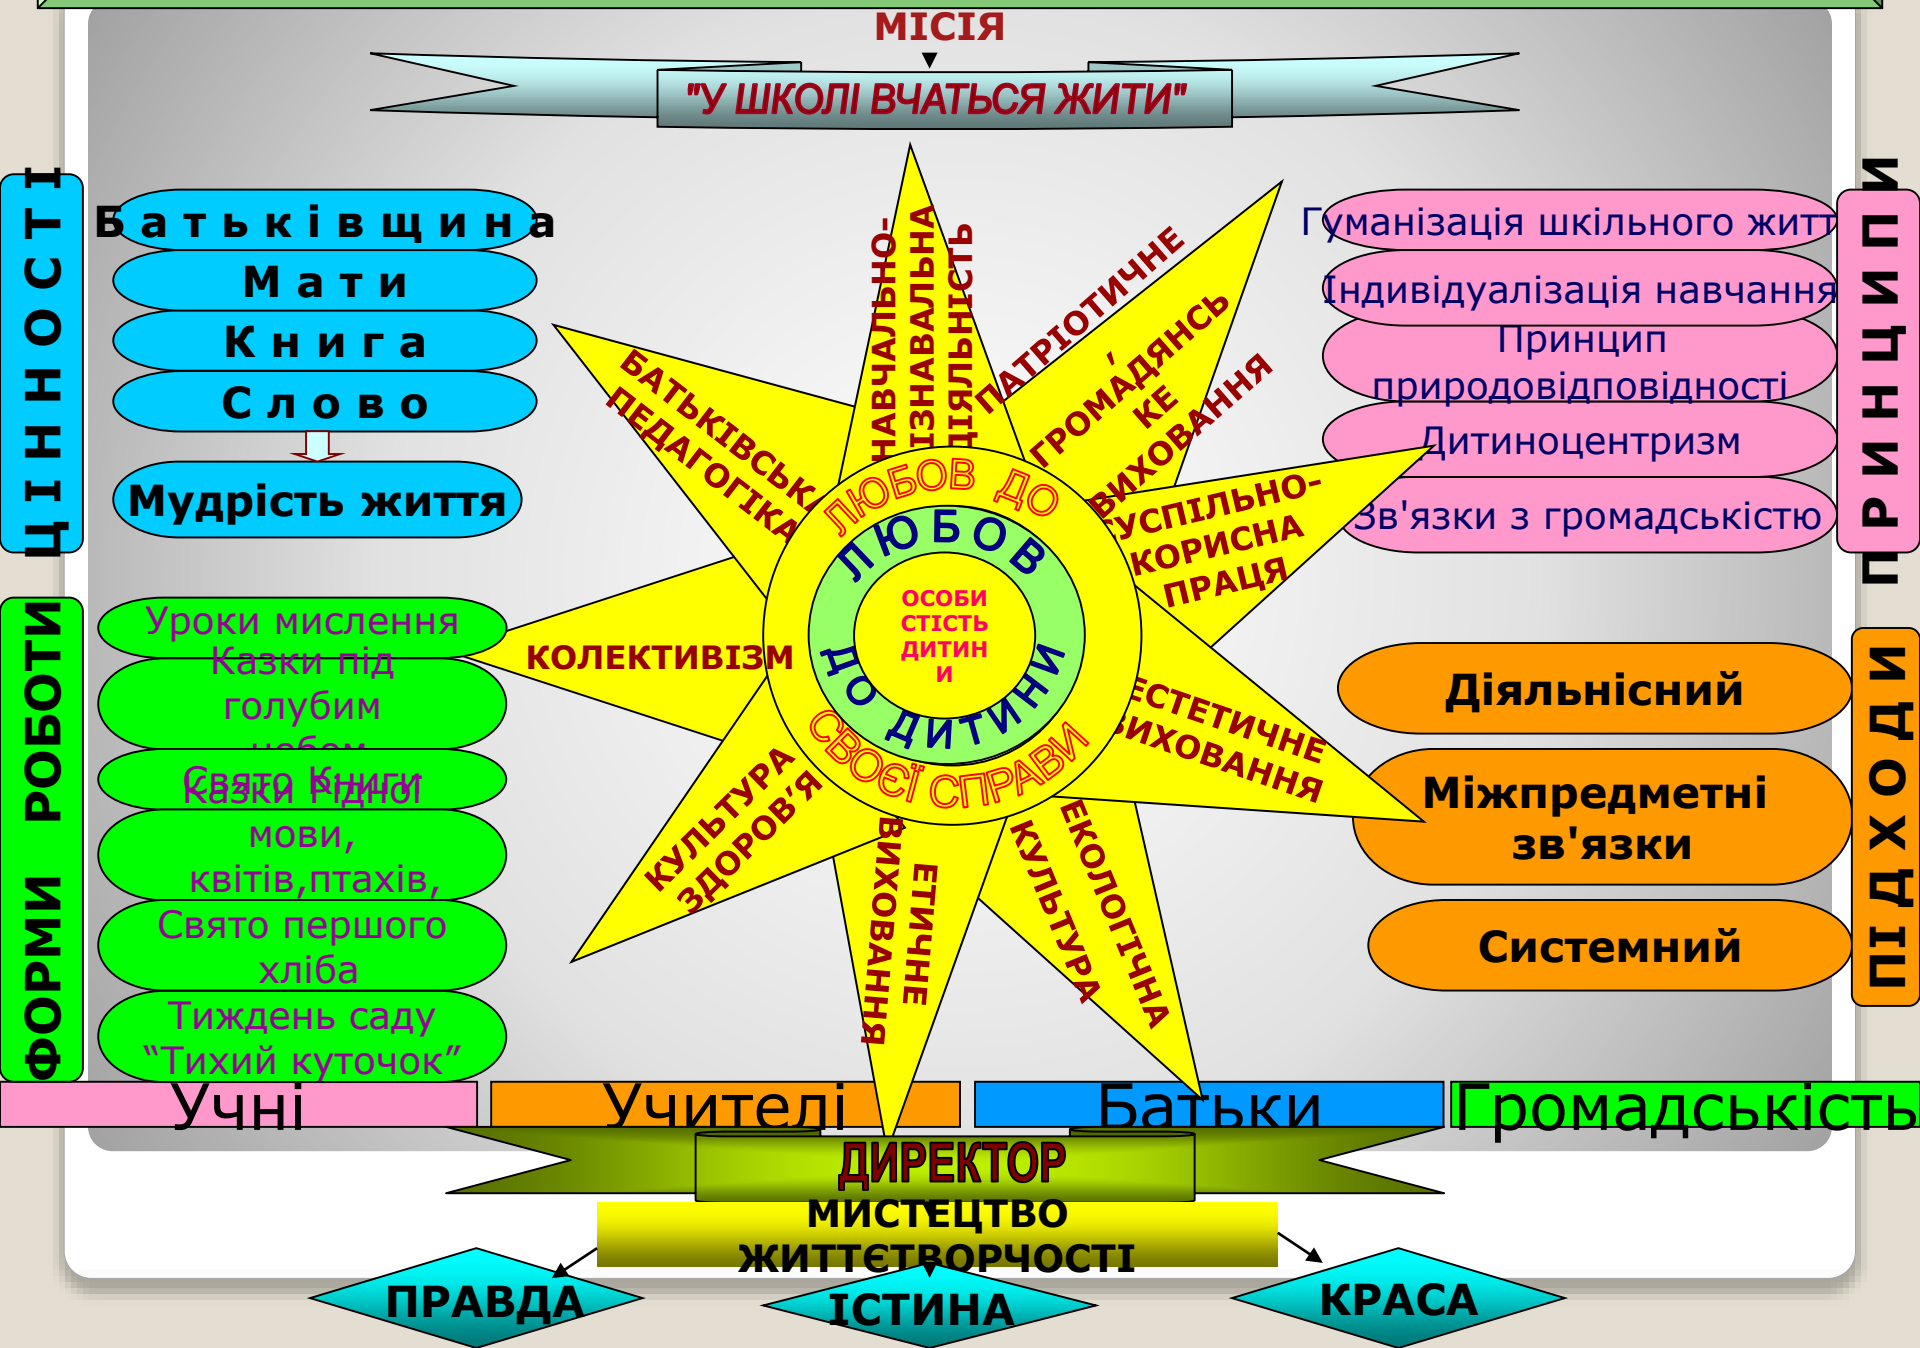 МІСІЯ
"У ШКОЛІ ВЧАТЬСЯ ЖИТИ"
ЦІННОСТІ
Батьківщина
Мати
Книга
Слово
Мудрість життя
ФОРМИ РОБОТИ
Уроки мислення
Казки під
голубим
небом
Свято Книги
Казки Рідної
мови,
квітів,птахів,
Свято першого
хліба
Тиждень саду
“Тихий куточок”
НАВЧАЛЬНО-
ПІЗНАВАЛЬНА
ДІЯЛЬНІСТЬ
ПАТРІОТИЧНЕ
,
ГРОМАДЯНСЬ
КЕ
ВИХОВАННЯ
СУСПІЛЬНО-
КОРИСНА
ПРАЦЯ
ЕСТЕТИЧНЕ
ВИХОВАННЯ
ЕКОЛОГІЧНА
КУЛЬТУРА
ЕТИЧНЕ
ВИХОВАННЯ
КУЛЬТУРА
ЗДОРОВ’Я
КОЛЕКТИВІЗМ
БАТЬКІВСЬКА
ПЕДАГОГІКА
ЛЮБОВ ДО
СВОЄЇ СПРАВИ
ЛЮБОВ
ДО ДИТИНИ
ОСОБИ
СТІСТЬ
ДИТИН
И
ПРИНЦИПИ
Гуманізація шкільного житт
Індивідуалізація навчання
Принцип
природовідповідності
Дитиноцентризм
Зв'язки з громадськістю
ПІДХОДИ
Діяльнісний
Міжпредметні
зв'язки
Системний
Учні
Учителі
Батьки
Громадськість
ДИРЕКТОР
МИСТЕЦТВО
ЖИТТЄТВОРЧОСТІ
ПРАВДА
ІСТИНА
КРАСА